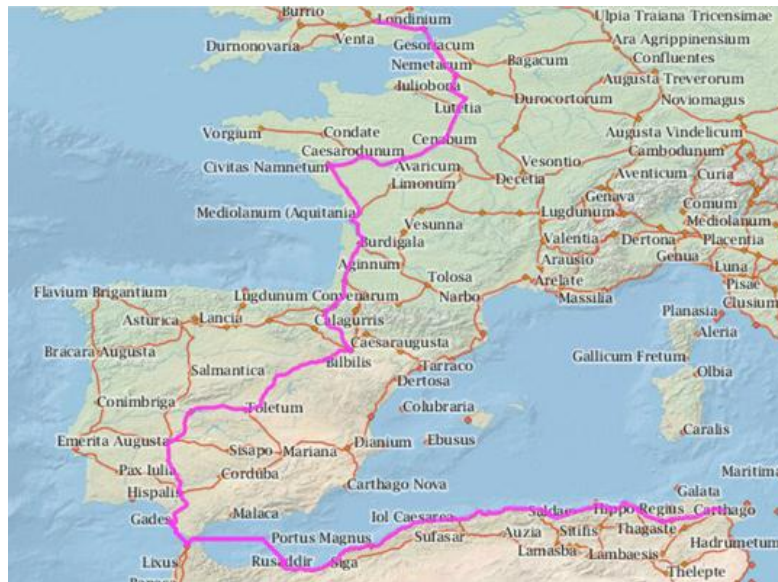 Burrio
Londinium
Ulpia Traiana Tricensimae
Durnonovaria
Venta
Gesoriacum
Ara Agrippinensium
Nemetacum
Bagacum
Confluentes
Iuliobona
Augusta Treverorum
Lutetia
Durocortorum
Noviomagus
Vorgium
Condate
Cenabum
Augusta Vindelicum
Caesarodunum
Cambodunum
Civitas Namnetum
Avaricum
Vesontio
Limonum
Decetia
Aventicum
Curia
Genava
Comum
Mediolanum (Aquitania)
Vesunna
Lugdunum
Mediolanum
Burdigala
Valentia
Dertona
Placentia
Aginnum
Arausio
Genua
Luna
Tolosa
Arelate
Pisae
Flavium Brigantium
Lugdunum Convenarum
Narbo
Massilia
Clusium
Asturica
Lancia
Calagurris
Planasia
Aleria
Bracara Augusta
Caesaraugusta
Gallicum Fretum
Salmantica
Bilbilis
Tarraco
Olbia
Dertosa
Conimbriga
Toletum
Colubraria
Caralis
Emerita Augusta
Sisapo
Mariana
Dianium
Ebusus
Pax Iulia
Corduba
Maritima
Hispalis
Carthago Nova
Galata
Gades
Malaca
Iol Caesarea
Saldae
Hippo Regius
Carthago
Portus Magnus
Sufasar
Auzia
Sitifis
Thagaste
Hadrumetum
Lixus
Rusaddir
Siga
Lamasba
Lambaesis
Thelepte